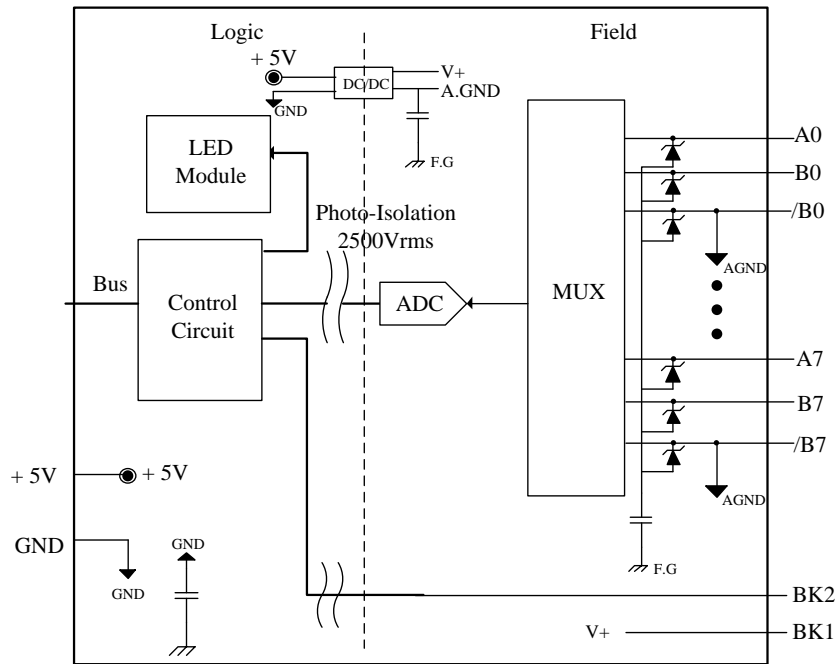 Logic
Field
+ 5V
DC/DC
V+
A.GND
GND
F.G
LED
Module
A0
B0
/B0
AGND
Photo-Isolation
2500Vrms
Bus
Control
Circuit
ADC
MUX
A7
B7
/B7
AGND
+ 5V
+ 5V
GND
GND
GND
F.G
BK2
V+
BK1